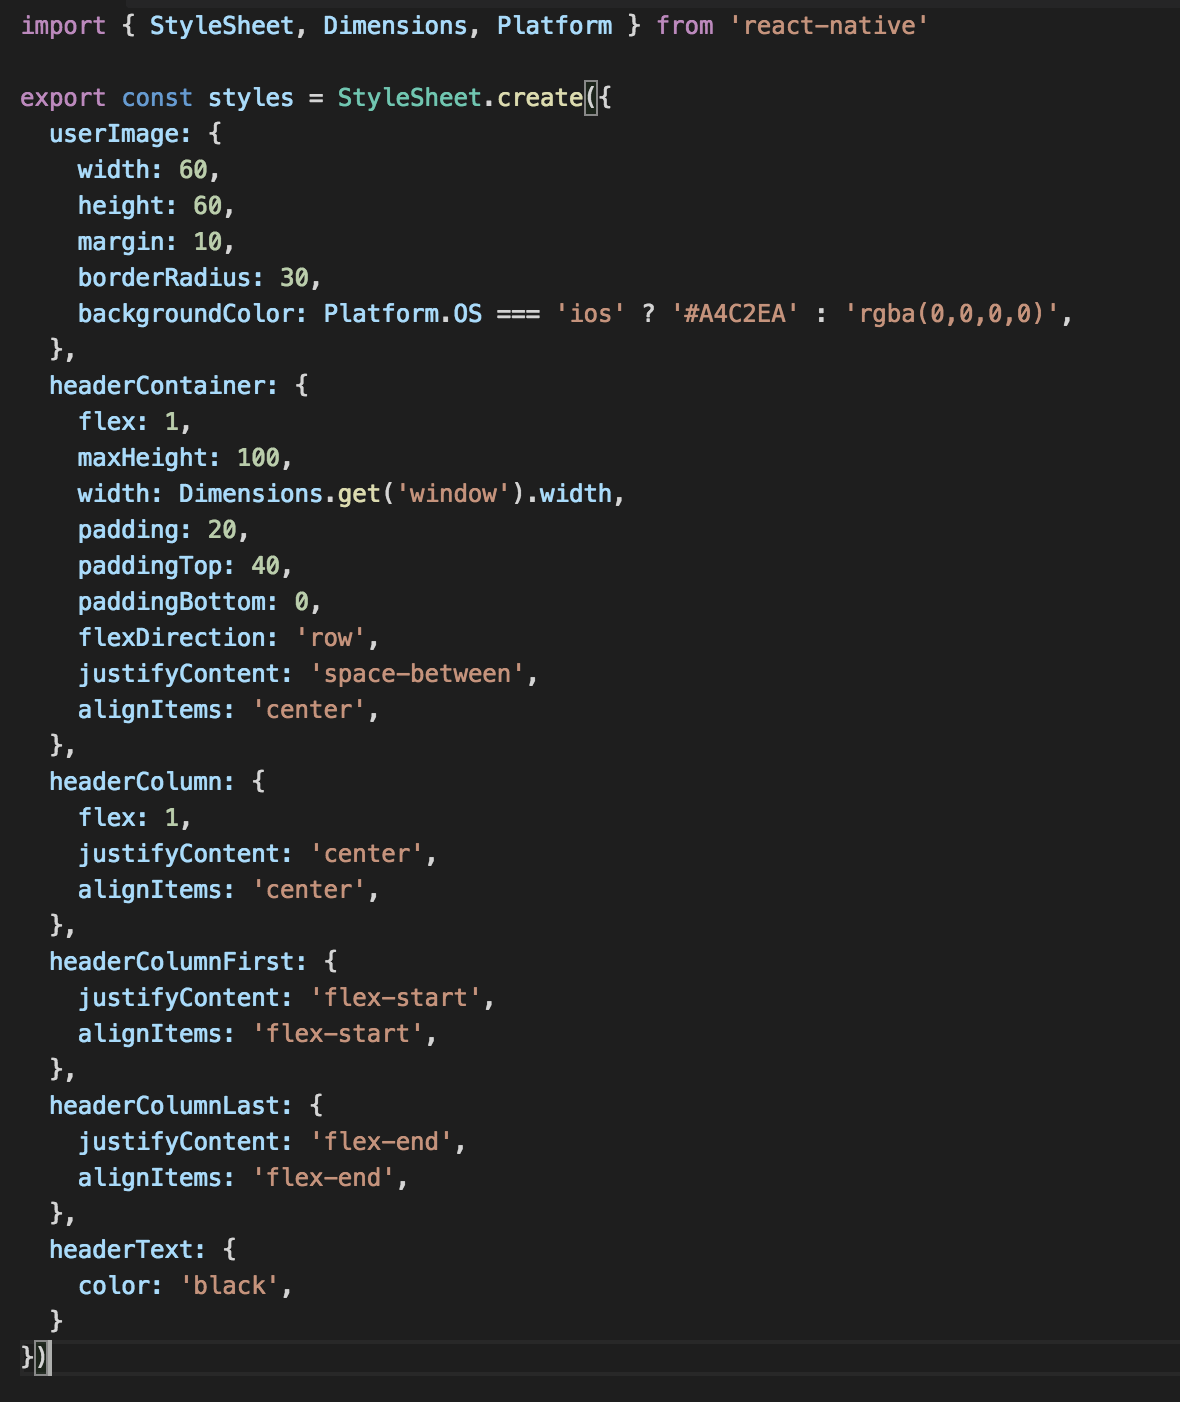 import { StyleSheet, Dimensions, Platform } from 'react-native'

export const styles = StyleSheet.create({
  userImage: {
    width: 60,
    height: 60,
    margin: 10,
    borderRadius: 30,
    backgroundColor: Platform.OS === 'ios' ? '#A4C2EA' : 'rgba(0,0,0,0)',
  },
  headerContainer: {
    flex: 1,
    maxHeight: 100,
    width: Dimensions.get('window').width,
    padding: 20,
    paddingTop: 40,
    paddingBottom: 0,
    flexDirection: 'row',
    justifyContent: 'space-between',
    alignItems: 'center',
  },
  headerColumn: {
    flex: 1,
    justifyContent: 'center',
    alignItems: 'center',
  },
  headerColumnFirst: {
    justifyContent: 'flex-start',
    alignItems: 'flex-start',
  },
  headerColumnLast: {
    justifyContent: 'flex-end',
    alignItems: 'flex-end',
  },
  headerText: {
    color: 'black',
  }
})